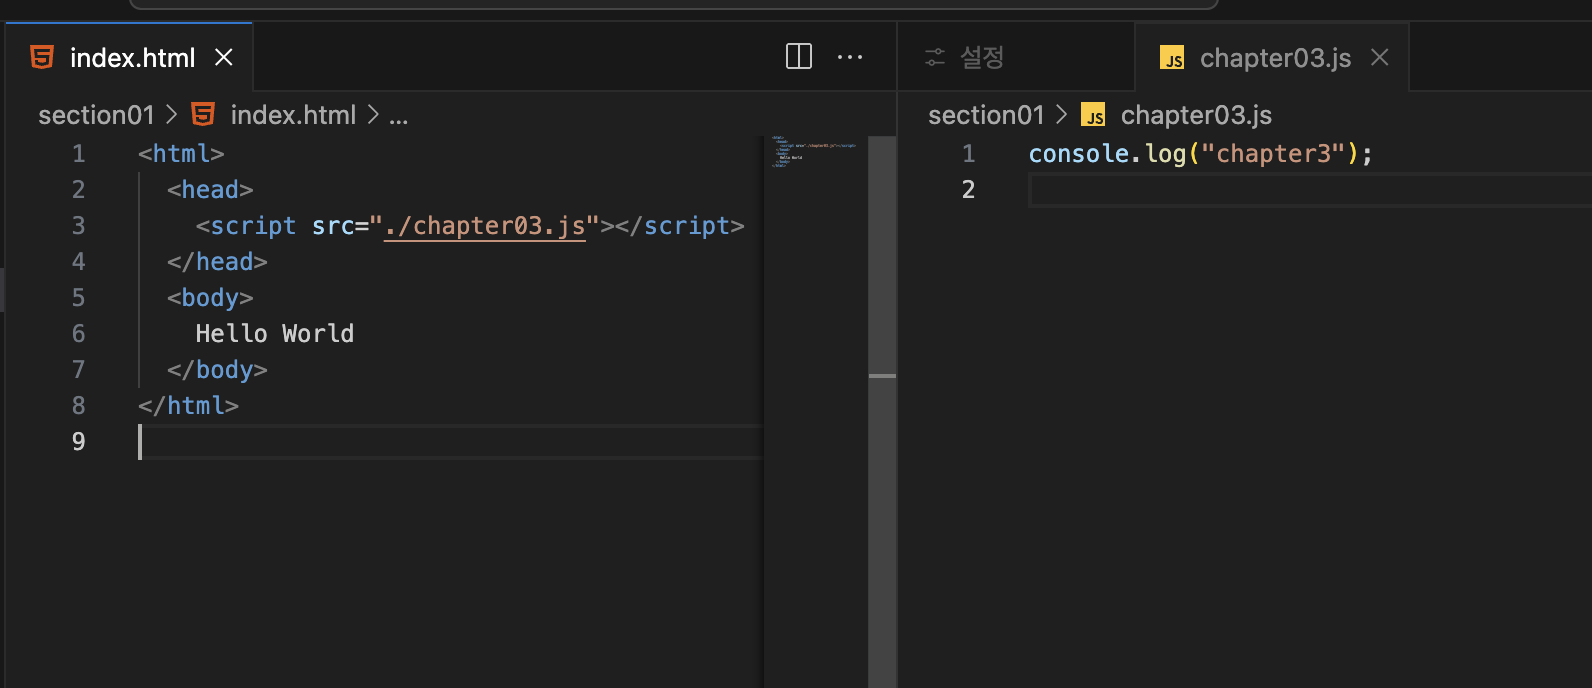 index.html
section01 > index.html > ...
1 <html>
2   <head>
3     <script src="./chapter03.js"></script>
4   </head>
5   <body>
6     Hello World
7   </body>
8 </html>
9
설정
JS chapter03.js
section01 > JS chapter03.js
1 console.log("chapter3");
2